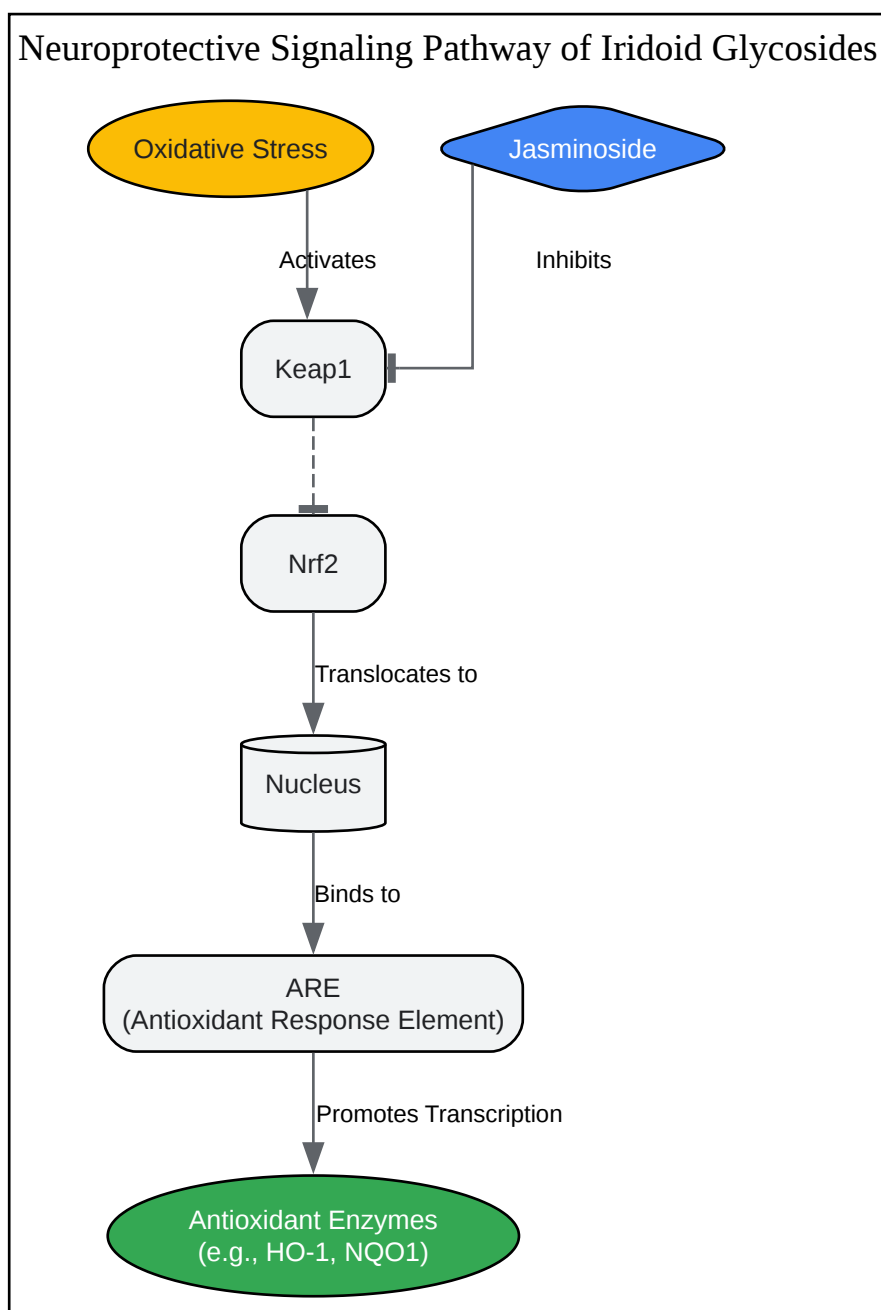 Neuroprotective Signaling Pathway of Iridoid Glycosides
Oxidative Stress
Jasminoside
Activates
Inhibits
Keap1
Nrf2
Translocates to
Nucleus
Binds to
ARE
(Antioxidant Response Element)
Promotes Transcription
Antioxidant Enzymes
(e.g., HO-1, NQO1)